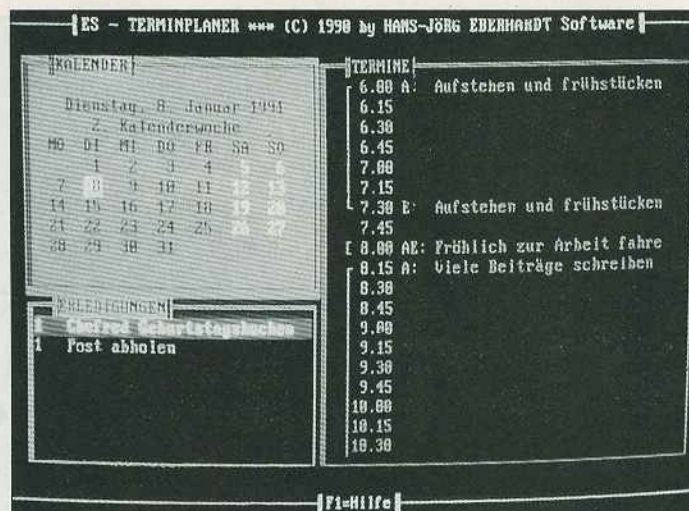 ES - TERMINPLANER *** (C) 1990 by HANS-JöRG EBERHARDT Software
KALENDER
Dienstag, 8. Januar 1991
2. Kalenderwoche
MO DI MI DO FR SA SO
1 2 3 4 5 6
7 8 9 10 11 12 13
14 15 16 17 18 19 20
21 22 23 24 25 26 27
28 29 30 31
ERLEDIGUNGEN
Chefred Geburtstagskuchen
1 Post abholen
TERMINE
6.00 A: Aufstehen und frühstücken
6.15
6.30
6.45
7.00
7.15
7.30 E: Aufstehen und frühstücken
7.45
8.00 AE: Fröhlich zur Arbeit fahre
8.15 A: Viele Beiträge schreiben
8.30
8.45
9.00
9.15
9.30
9.45
10.00
10.15
10.30
F1=Hilfe